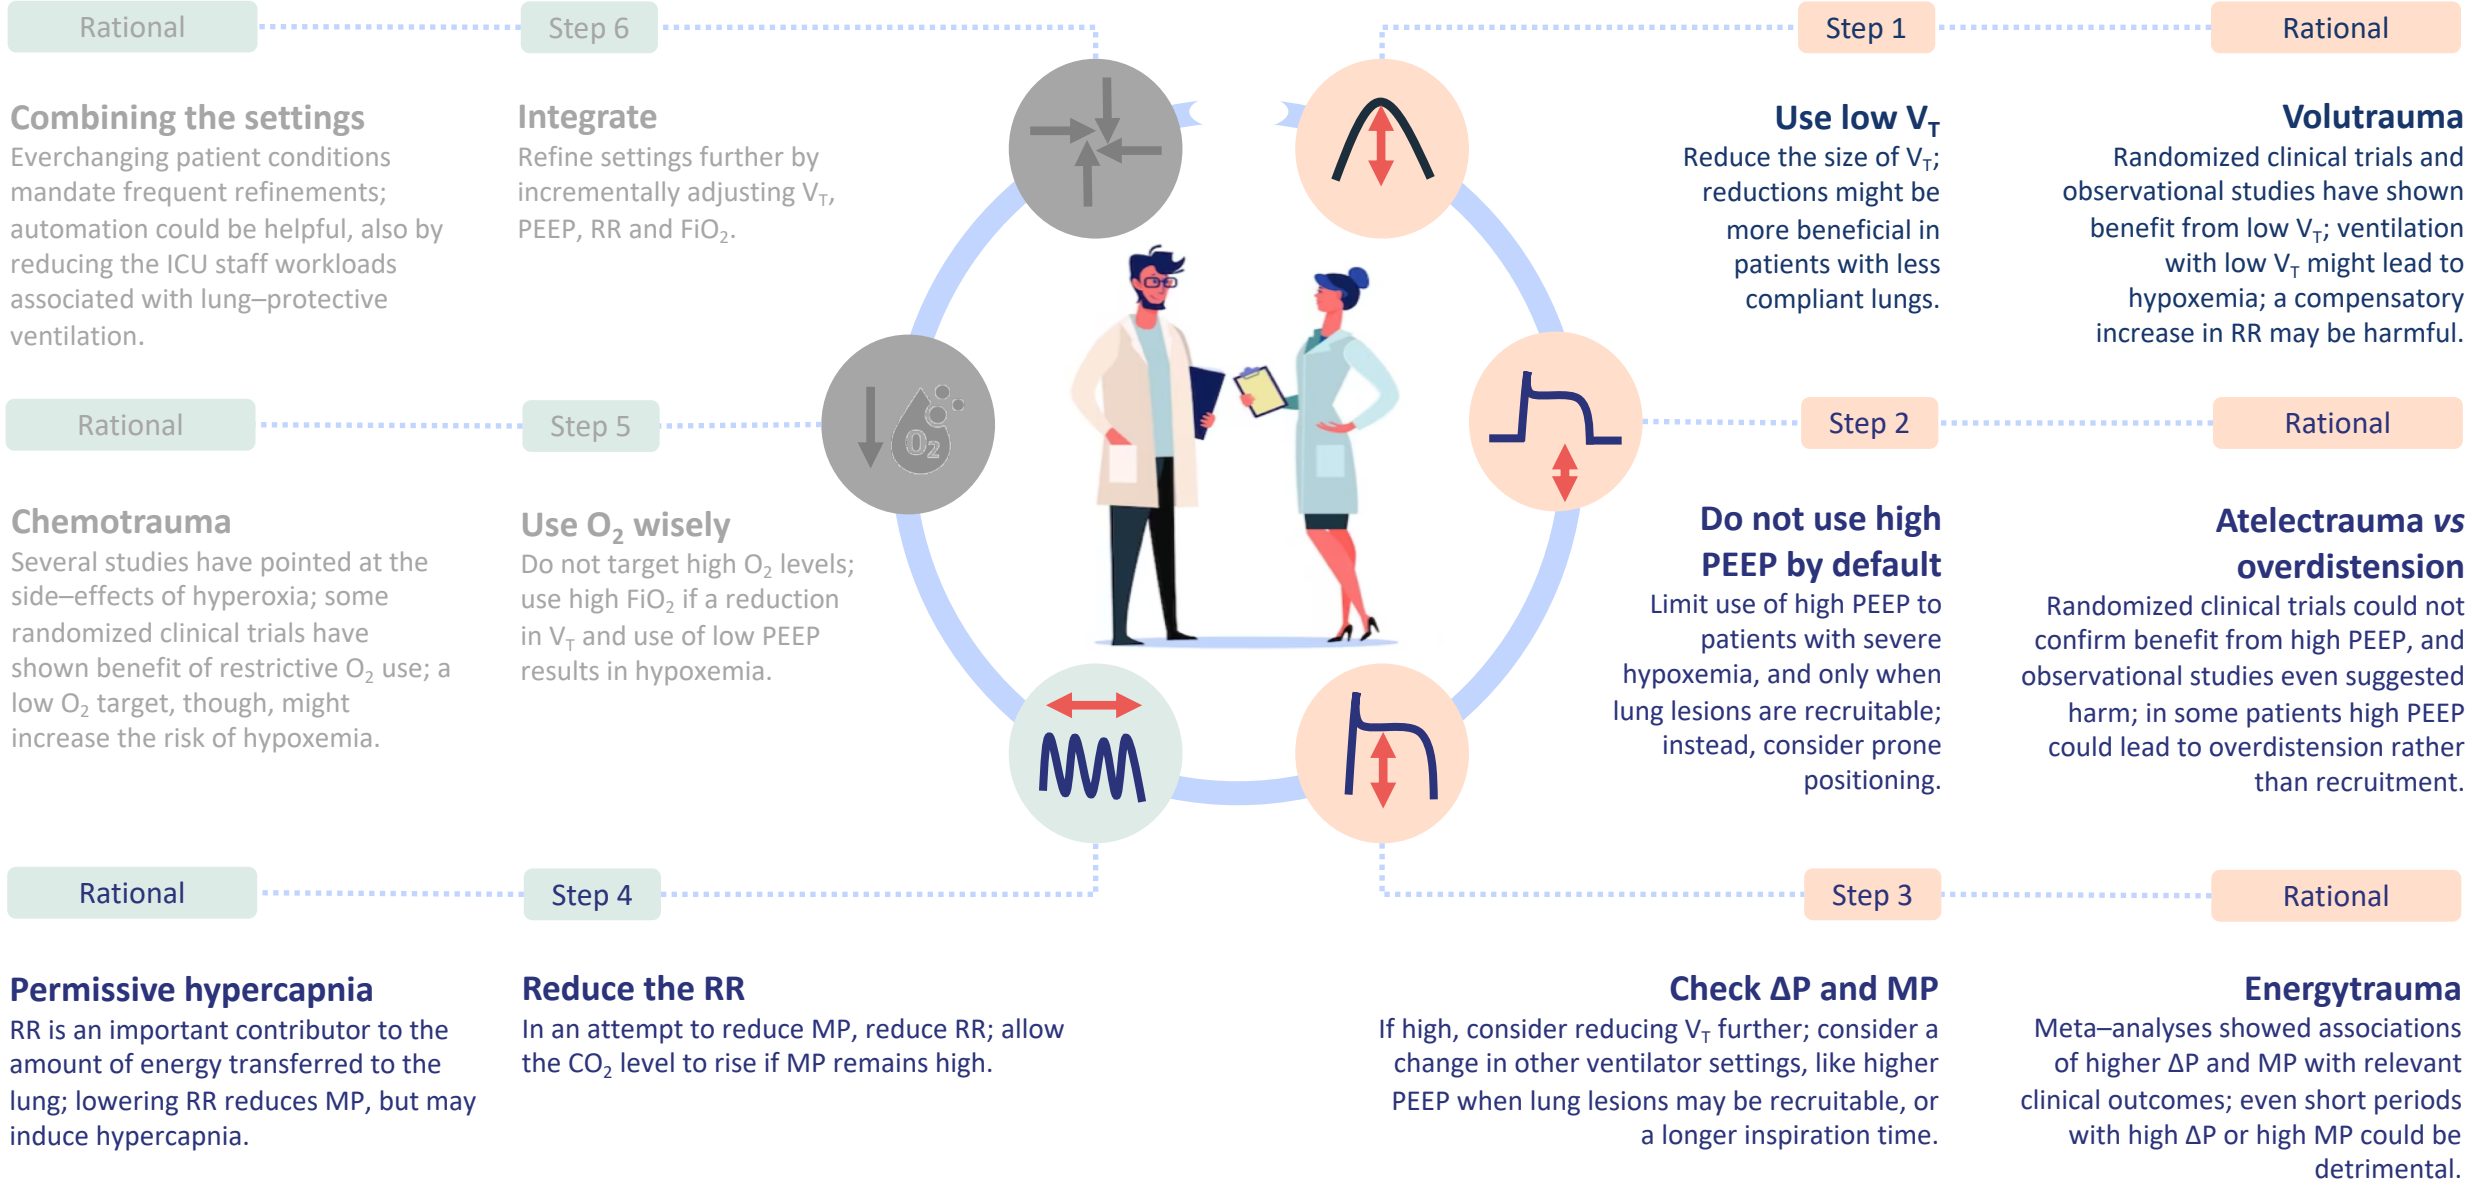 Rational
Step 6
Step 1
Rational
Combining the settings
Everchanging patient conditions
mandate frequent refinements;
automation could be helpful, also by
reducing the ICU staff workloads
associated with lung–protective
ventilation.
Integrate
Refine settings further by
incrementally adjusting V_T,
PEEP, RR and FiO₂.
Use low V_T
Reduce the size of V_T;
reductions might be
more beneficial in
patients with less
compliant lungs.
Volutrauma
Randomized clinical trials and
observational studies have shown
benefit from low V_T; ventilation
with low V_T might lead to
hypoxemia; a compensatory
increase in RR may be harmful.
Rational
Step 5
O₂
Step 2
Rational
Chemotrauma
Several studies have pointed at the
side–effects of hyperoxia; some
randomized clinical trials have
shown benefit of restrictive O₂ use; a
low O₂ target, though, might
increase the risk of hypoxemia.
Use O₂ wisely
Do not target high O₂ levels;
use high FiO₂ if a reduction
in V_T and use of low PEEP
results in hypoxemia.
Do not use high
PEEP by default
Limit use of high PEEP to
patients with severe
hypoxemia, and only when
lung lesions are recruitable;
instead, consider prone
positioning.
Atelectrauma vs
overdistension
Randomized clinical trials could not
confirm benefit from high PEEP, and
observational studies even suggested
harm; in some patients high PEEP
could lead to overdistension rather
than recruitment.
Rational
Step 4
Step 3
Rational
Permissive hypercapnia
RR is an important contributor to the
amount of energy transferred to the
lung; lowering RR reduces MP, but may
induce hypercapnia.
Reduce the RR
In an attempt to reduce MP, reduce RR; allow
the CO₂ level to rise if MP remains high.
Check ΔP and MP
If high, consider reducing V_T further; consider a
change in other ventilator settings, like higher
PEEP when lung lesions may be recruitable, or
a longer inspiration time.
Energytrauma
Meta–analyses showed associations
of higher ΔP and MP with relevant
clinical outcomes; even short periods
with high ΔP or high MP could be
detrimental.